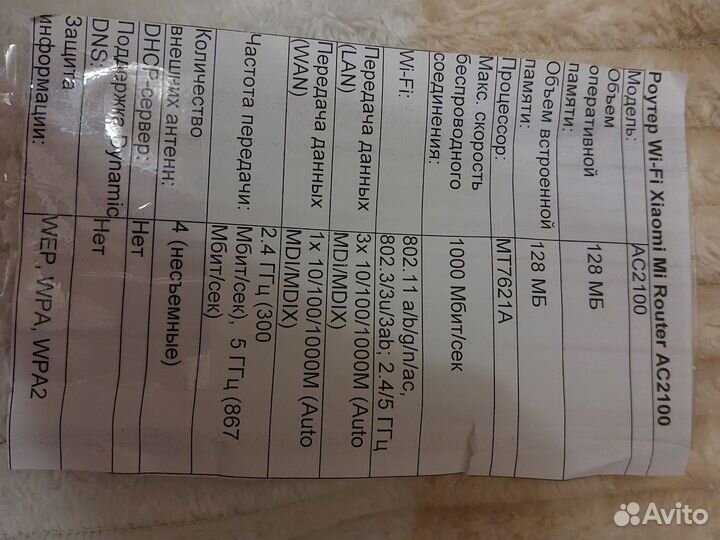 Роутер Wi-Fi Xiaomi Mi Router AC2100
Модель: AC2100
Объем
оперативной
памяти: 128 МБ
Объем встроенной
памяти: 128 МБ
Процессор: MT7621A
Макс. скорость
беспроводного
соединения: 1000 Мбит/сек
Wi-Fi: 802.11 a/b/g/n/ac,
802.3/3u/3ab; 2.4/5 ГГц
Передача данных
(LAN) 3x 10/100/1000M (Auto
MDI/MDIX)
Передача данных
(WAN) 1x 10/100/1000M (Auto
MDI/MDIX)
Частота передачи: 2.4 ГГц (300
Мбит/сек), 5 ГГц (867
Мбит/сек)
Количество
внешних антенн: 4 (несъемные)
DHCP-сервер: Нет
Поддержка Dynamic
DNS: Нет
Защита
информации: WEP, WPA, WPA2
Avito